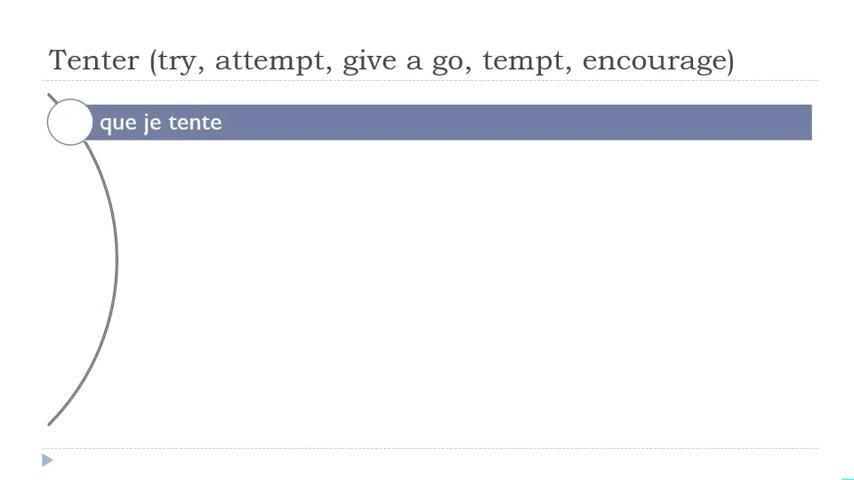 Tenter (try, attempt, give a go, tempt, encourage)
que je tente